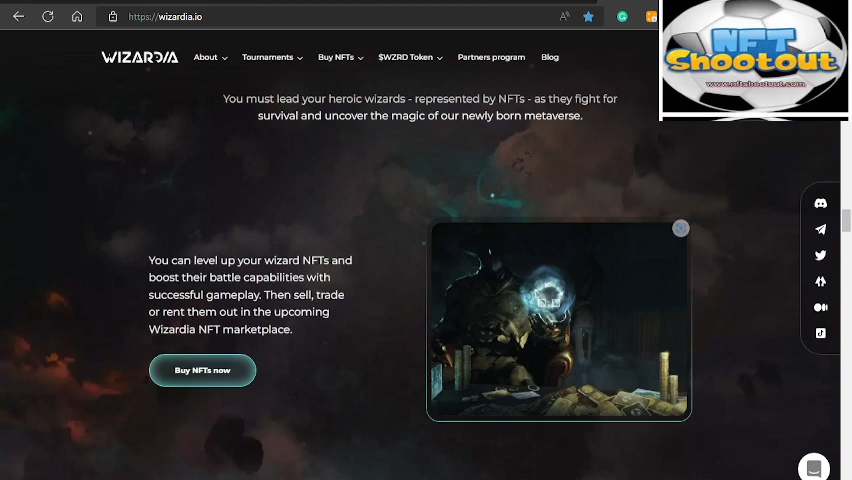 https://wizardia.io
WIZARDIA
About
Tournaments
Buy NFTs
$WZRD Token
Partners program
Blog
NFT
Shootout
www.nftshootout.com
You must lead your heroic wizards - represented by NFTs - as they fight for
survival and uncover the magic of our newly born metaverse.
You can level up your wizard NFTs and
boost their battle capabilities with
successful gameplay. Then sell, trade
or rent them out in the upcoming
Wizardia NFT marketplace.
Buy NFTs now